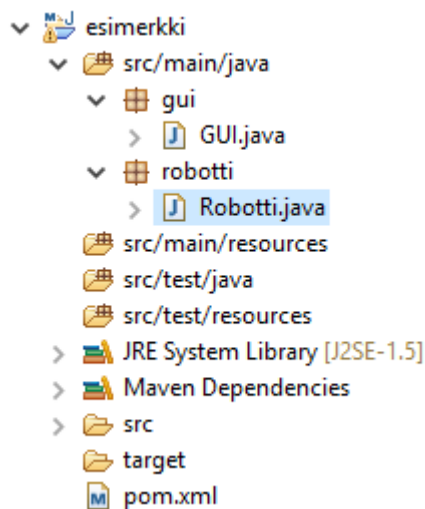 esimerkki
src/main/java
gui
GUI.java
robotti
Robotti.java
src/main/resources
src/test/java
src/test/resources
JRE System Library [J2SE-1.5]
Maven Dependencies
src
target
pom.xml